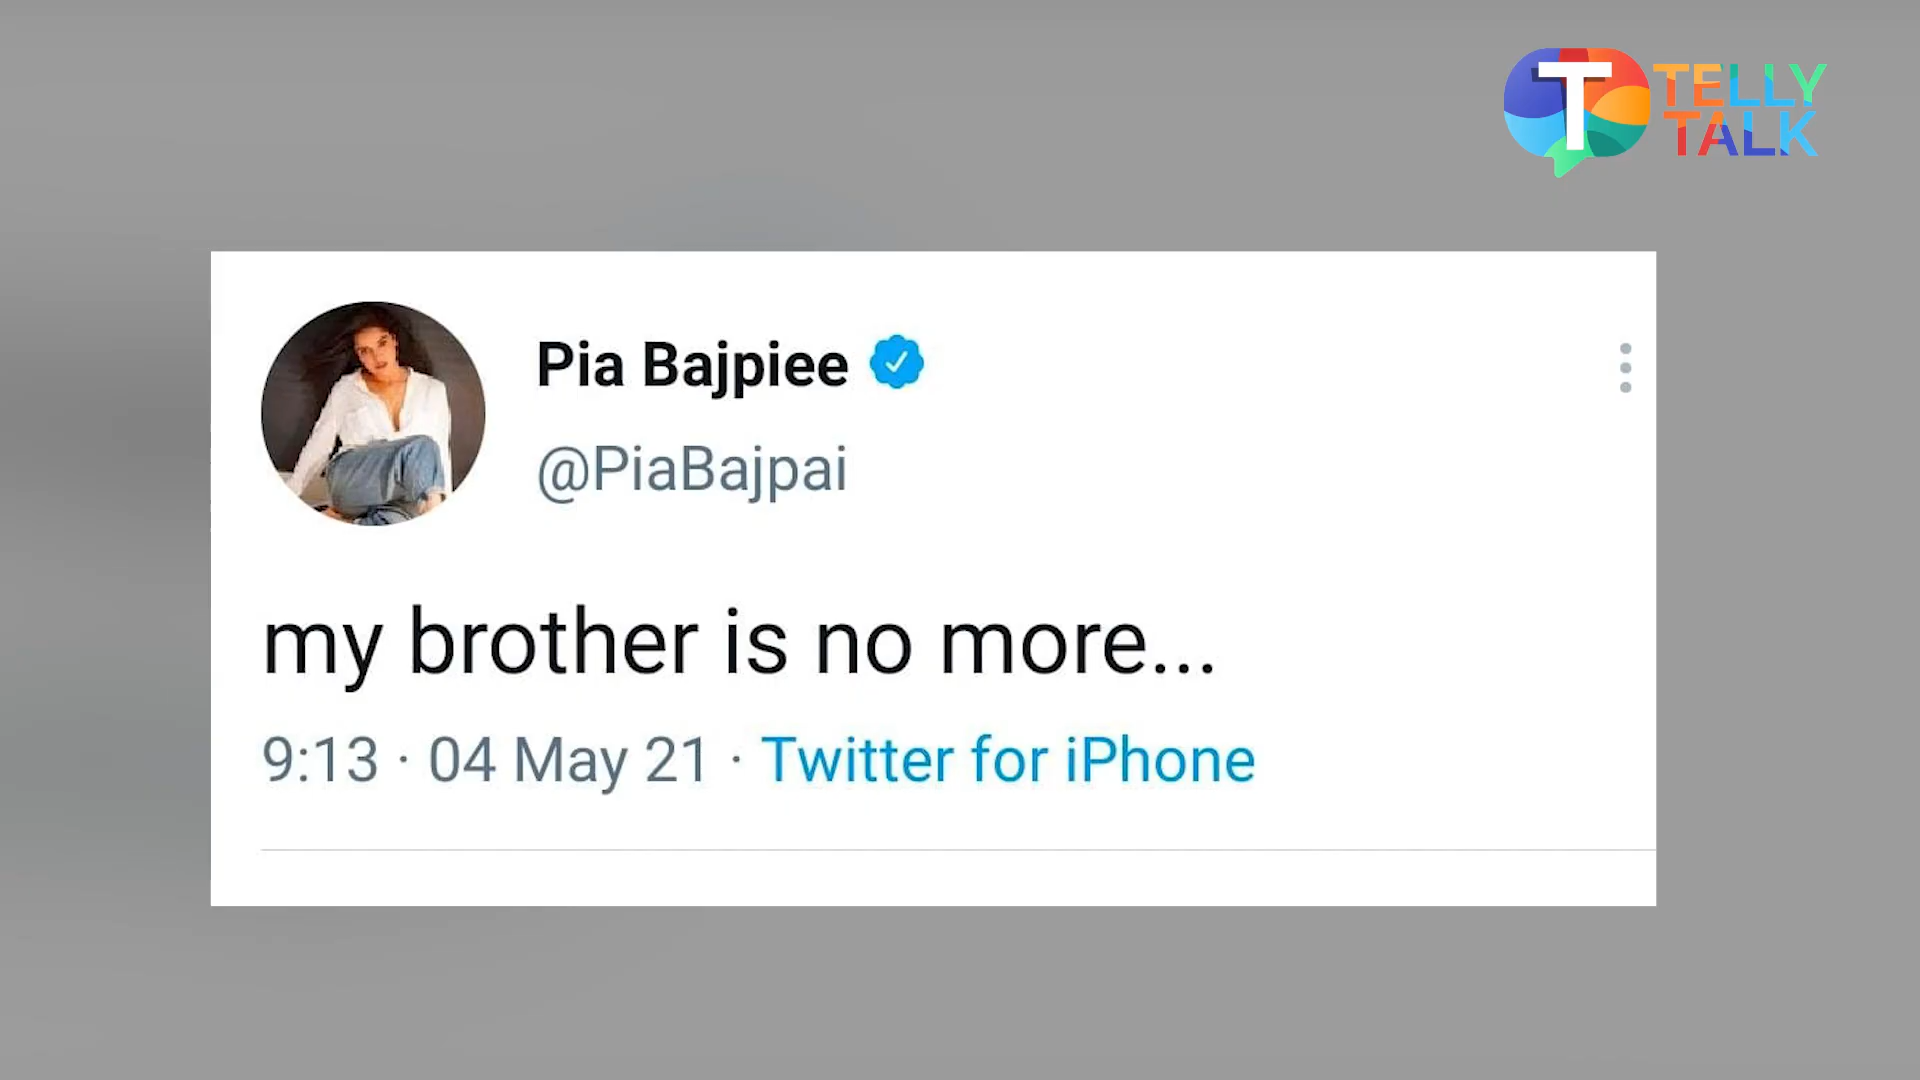 T TELLY
TALK
Pia Bajpiee
@PiaBajpai
my brother is no more...
9:13 · 04 May 21 · Twitter for iPhone